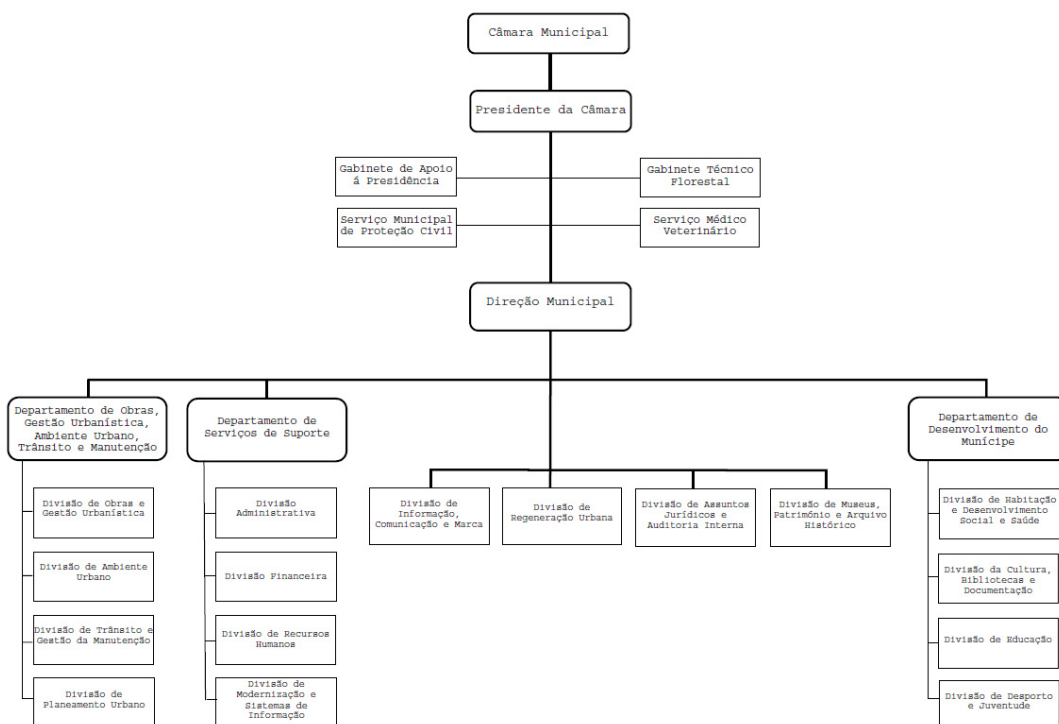 Câmara Municipal
Presidente da Câmara
Gabinete de Apoio
á Presidência
Gabinete Técnico
Florestal
Serviço Municipal
de Proteção Civil
Serviço Médico
Veterinário
Direção Municipal
Departamento de Obras,
Gestão Urbanística,
Ambiente Urbano,
Trânsito e Manutenção
Departamento de
Serviços de Suporte
Departamento de
Desenvolvimento do
Munícipe
Divisão de Obras e
Gestão Urbanística
Divisão de Ambiente
Urbano
Divisão de Trânsito e
Gestão da Manutenção
Divisão de
Planeamento Urbano
Divisão
Administrativa
Divisão Financeira
Divisão de Recursos
Humanos
Divisão de
Modernização e
Sistemas de
Informação
Divisão de
Informação,
Comunicação e Marca
Divisão de
Regeneração Urbana
Divisão de Assuntos
Jurídicos e
Auditoria Interna
Divisão de Museus,
Património e Arquivo
Histórico
Divisão de Habitação
e Desenvolvimento
Social e Saúde
Divisão da Cultura,
Bibliotecas e
Documentação
Divisão de Educação
Divisão de Desporto
e Juventude